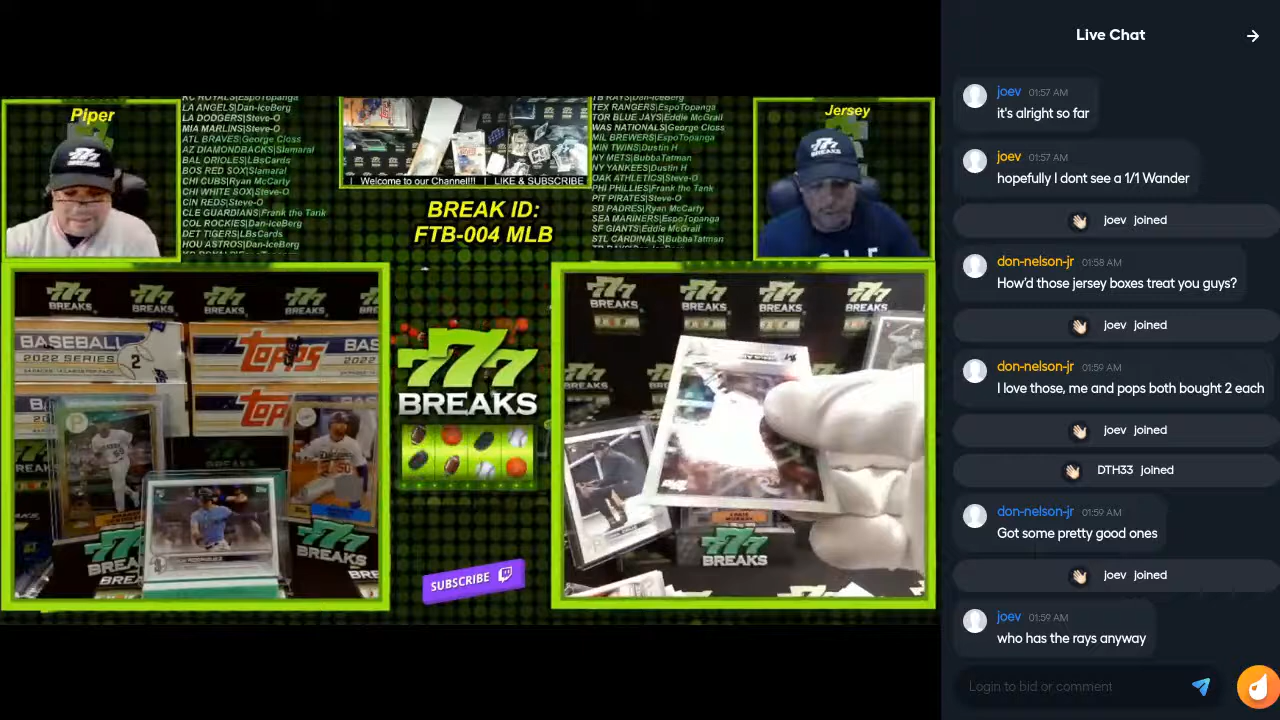 Piper
RC ROYALS|EspoTopanga
LA ANGELS|Dan-IceBerg
LA DODGERS|Steve-O
MIA MARLINS|Steve-O
ATL BRAVES|George Closs
AZ DIAMONDBACKS|Slamaral
BAL ORIOLES|LBsCards
BOS RED SOX|Slamaral
CHI CUBS|Ryan McCarty
CHI WHITE SOX|Steve-O
CIN REDS|Steve-O
CLE GUARDIANS|Frank the Tank
COL ROCKIES|Dan-IceBerg
DET TIGERS|LBsCards
HOU ASTROS|Dan-IceBerg
| Welcome to our Channel!!! | LIKE & SUBSCRIBE
BREAK ID:
FTB-004 MLB
TB RAYS|Dan-IceBerg
TEX RANGERS|EspoTopanga
TOR BLUE JAYS|Eddie McGrail
WAS NATIONALS|George Closs
MIL BREWERS|EspoTopanga
MIN TWINS|Dustin H
NY METS|BubbaTatman
NY YANKEES|Dustin H
OAK ATHLETICS|Steve-O
PHI PHILLIES|Frank the Tank
PIT PIRATES|Steve-O
SD PADRES|Ryan McCarty
SEA MARINERS|EspoTopanga
SF GIANTS|Eddie McGrail
STL CARDINALS|BubbaTatman
Jersey
777
BREAKS
BASEBALL
2022 SERIES 2
topps
BAS
777
BREAKS
SUBSCRIBE
777
BREAKS
Live Chat
joev 01:57 AM
it's alright so far
joev 01:57 AM
hopefully I dont see a 1/1 Wander
joev joined
don-nelson-jr 01:58 AM
How'd those jersey boxes treat you guys?
joev joined
don-nelson-jr 01:59 AM
I love those, me and pops both bought 2 each
joev joined
DTH33 joined
don-nelson-jr 01:59 AM
Got some pretty good ones
joev joined
joev 01:59 AM
who has the rays anyway
Login to bid or comment